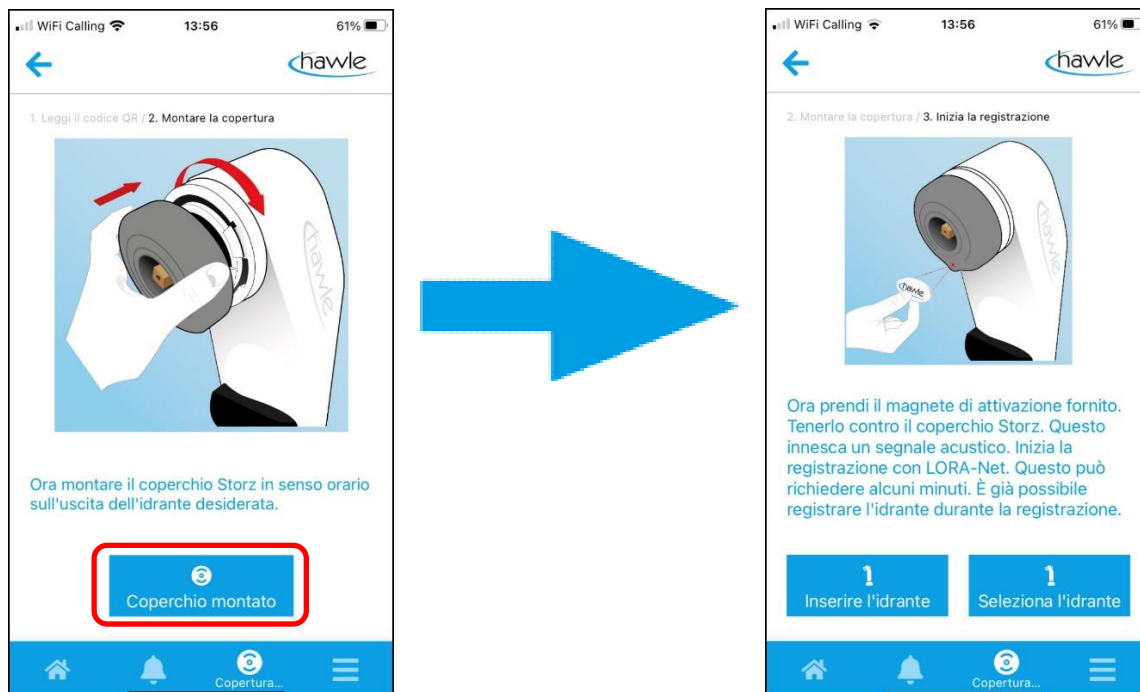 WiFi Calling 13:56 61%
hawle
1. Leggi il codice QR / 2. Montare la copertura
hawle
Ora montare il coperchio Storz in senso orario
sull'uscita dell'idrante desiderata.
Coperchio montato
Copertura...
WiFi Calling 13:56 61%
hawle
2. Montare la copertura / 3. Inizia la registrazione
hawle
hawle
Ora prendi il magnete di attivazione fornito.
Tenerlo contro il coperchio Storz. Questo
innesca un segnale acustico. Inizia la
registrazione con LORA-Net. Questo può
richiedere alcuni minuti. È già possibile
registrare l'idrante durante la registrazione.
Inserire l'idrante
Seleziona l'idrante
Copertura...